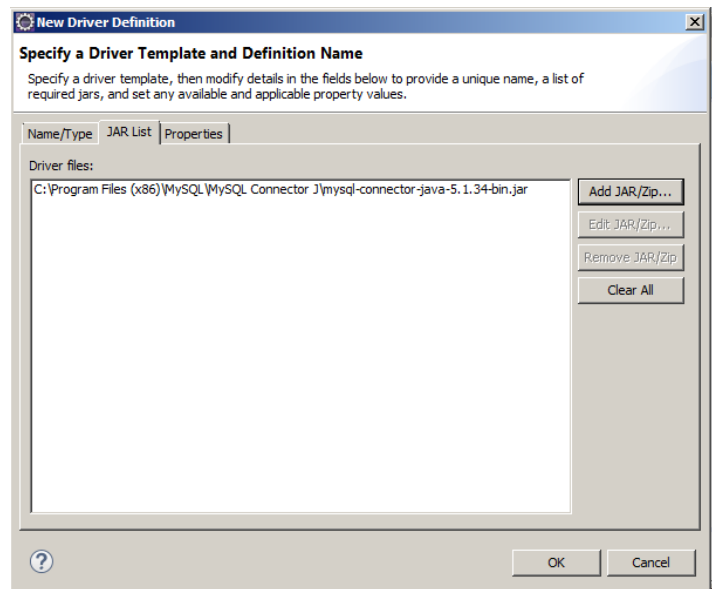 New Driver Definition
Specify a Driver Template and Definition Name
Specify a driver template, then modify details in the fields below to provide a unique name, a list of
required jars, and set any available and applicable property values.
Name/Type JAR List Properties
Driver files:
C:\Program Files (x86)\MySQL\MySQL Connector J\mysql-connector-java-5.1.34-bin.jar
Add JAR/Zip...
Edit JAR/Zip...
Remove JAR/Zip
Clear All
?
OK Cancel